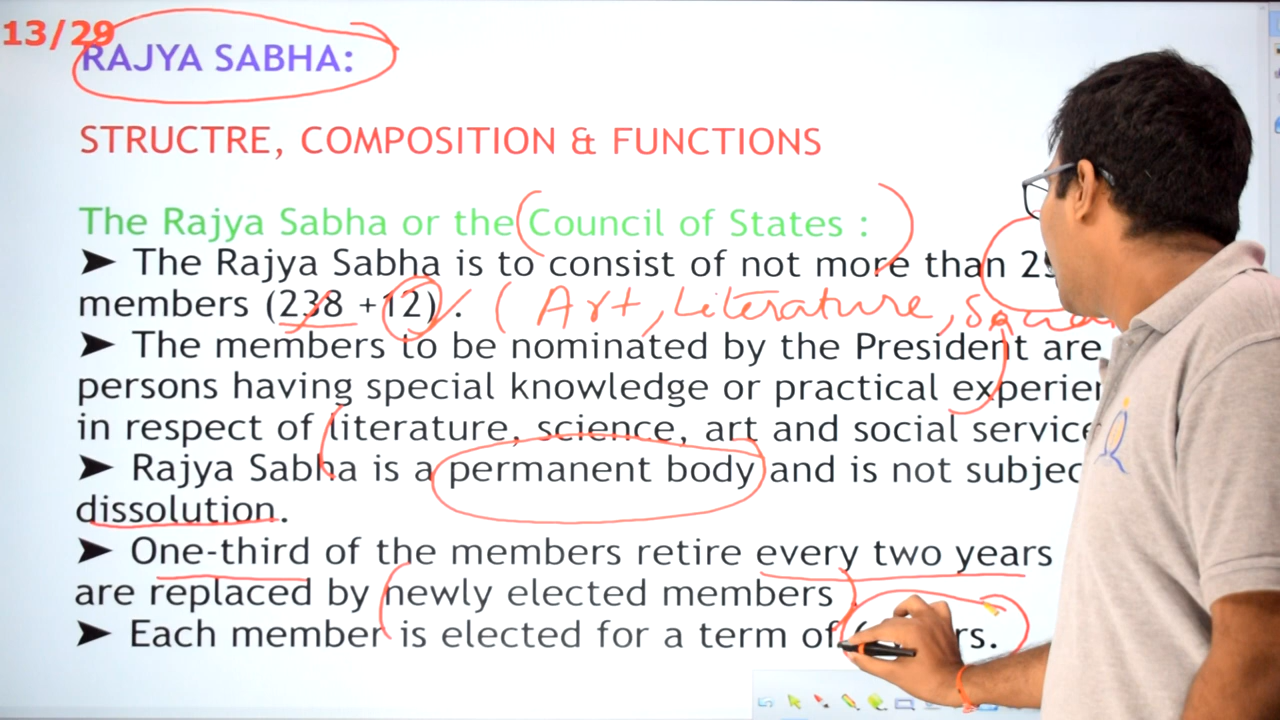 13/29
RAJYA SABHA:
STRUCTRE, COMPOSITION & FUNCTIONS
The Rajya Sabha or the Council of States :
➤ The Rajya Sabha is to consist of not more than
members (238 +12). (Art, Literature,
➤ The members to be nominated by the President are
persons having special knowledge or practical
in respect of literature, science, art and social
➤ Rajya Sabha is a permanent body and is not
dissolution.
➤ One-third of the members retire every two years
are replaced by newly elected members
➤ Each member is elected for a term of